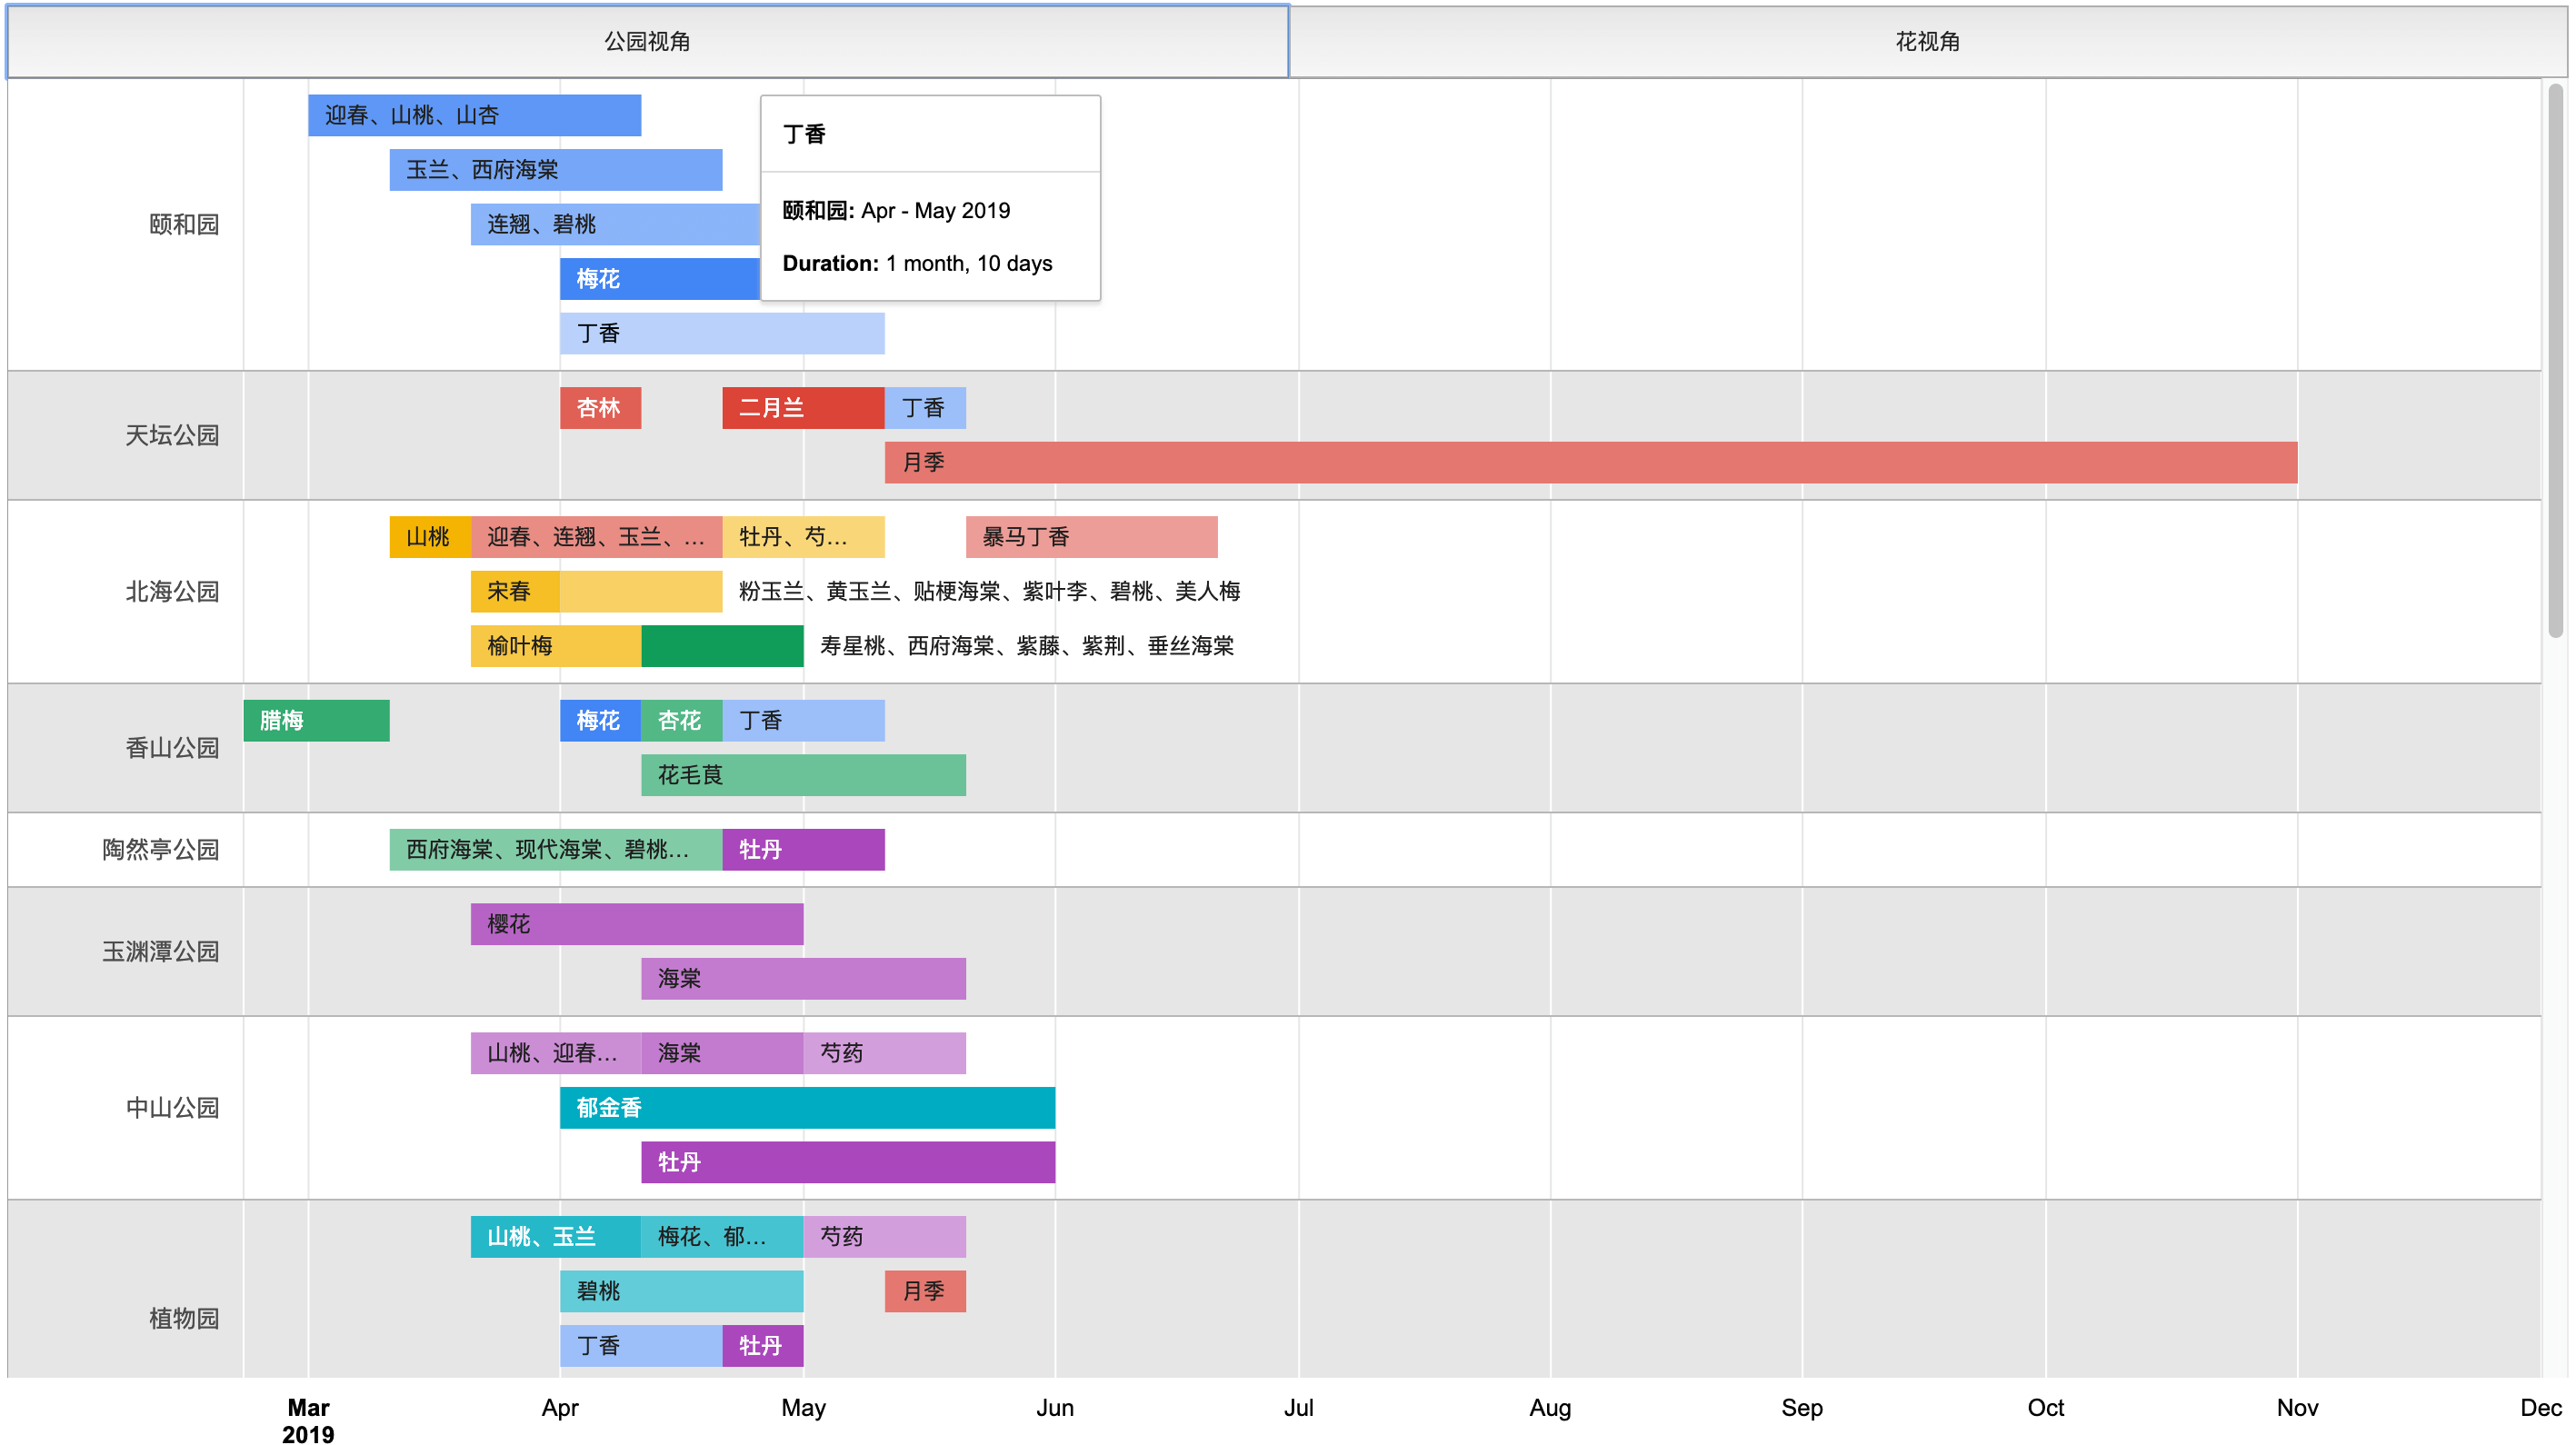 公园视角
花视角
颐和园
迎春、山桃、山杏
玉兰、西府海棠
连翘、碧桃
梅花
丁香
丁香
颐和园: Apr - May 2019
Duration: 1 month, 10 days
天坛公园
杏林
二月兰
丁香
月季
北海公园
山桃
迎春、连翘、玉兰、...
牡丹、芍...
暴马丁香
宋春
粉玉兰、黄玉兰、贴梗海棠、紫叶李、碧桃、美人梅
榆叶梅
寿星桃、西府海棠、紫藤、紫荆、垂丝海棠
香山公园
腊梅
梅花
杏花
丁香
花毛茛
陶然亭公园
西府海棠、现代海棠、碧桃...
牡丹
玉渊潭公园
樱花
海棠
中山公园
山桃、迎春...
海棠
芍药
郁金香
牡丹
植物园
山桃、玉兰
梅花、郁...
芍药
碧桃
月季
丁香
牡丹
Mar
2019
Apr
May
Jun
Jul
Aug
Sep
Oct
Nov
Dec